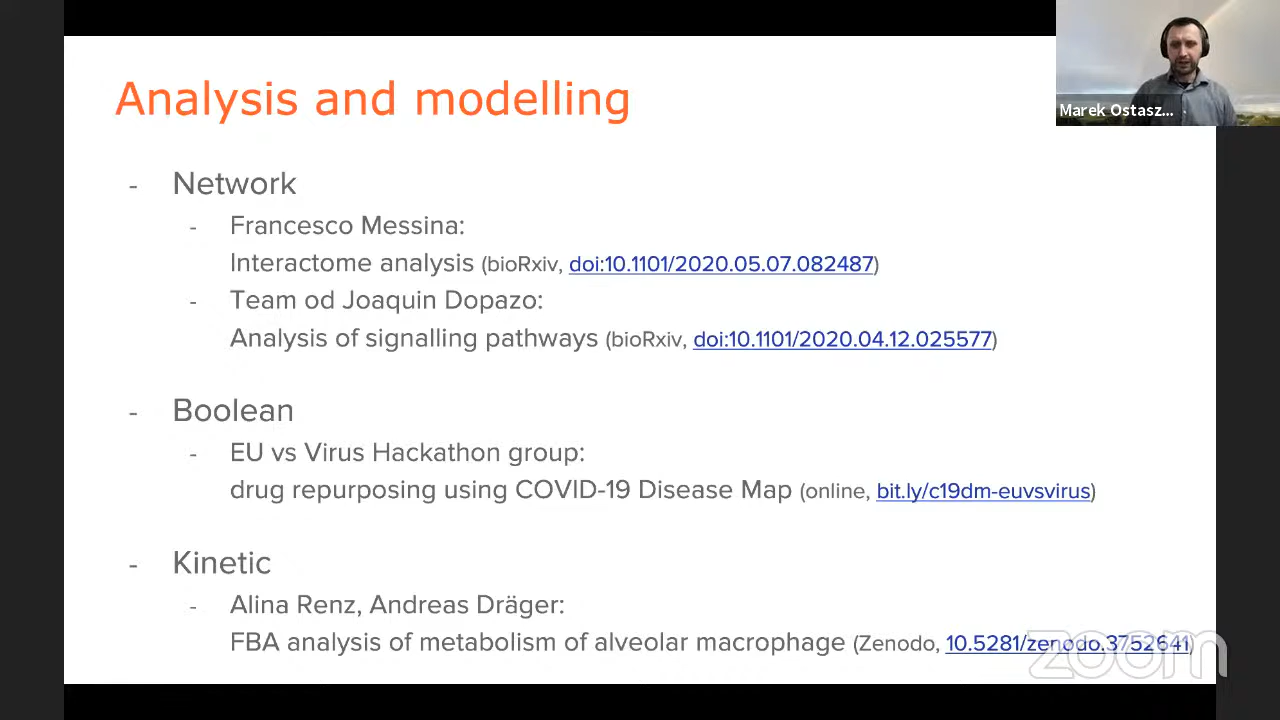 Analysis and modelling
Marek Ostasz...
- Network
- Francesco Messina:
Interactome analysis (bioRxiv, doi:10.1101/2020.05.07.082487)
- Team od Joaquin Dopazo:
Analysis of signalling pathways (bioRxiv, doi:10.1101/2020.04.12.025577)
- Boolean
- EU vs Virus Hackathon group:
drug repurposing using COVID-19 Disease Map (online, bit.ly/c19dm-euvsvirus)
- Kinetic
- Alina Renz, Andreas Dräger:
FBA analysis of metabolism of alveolar macrophage (Zenodo, 10.5281/zenodo.3752641)
zoom